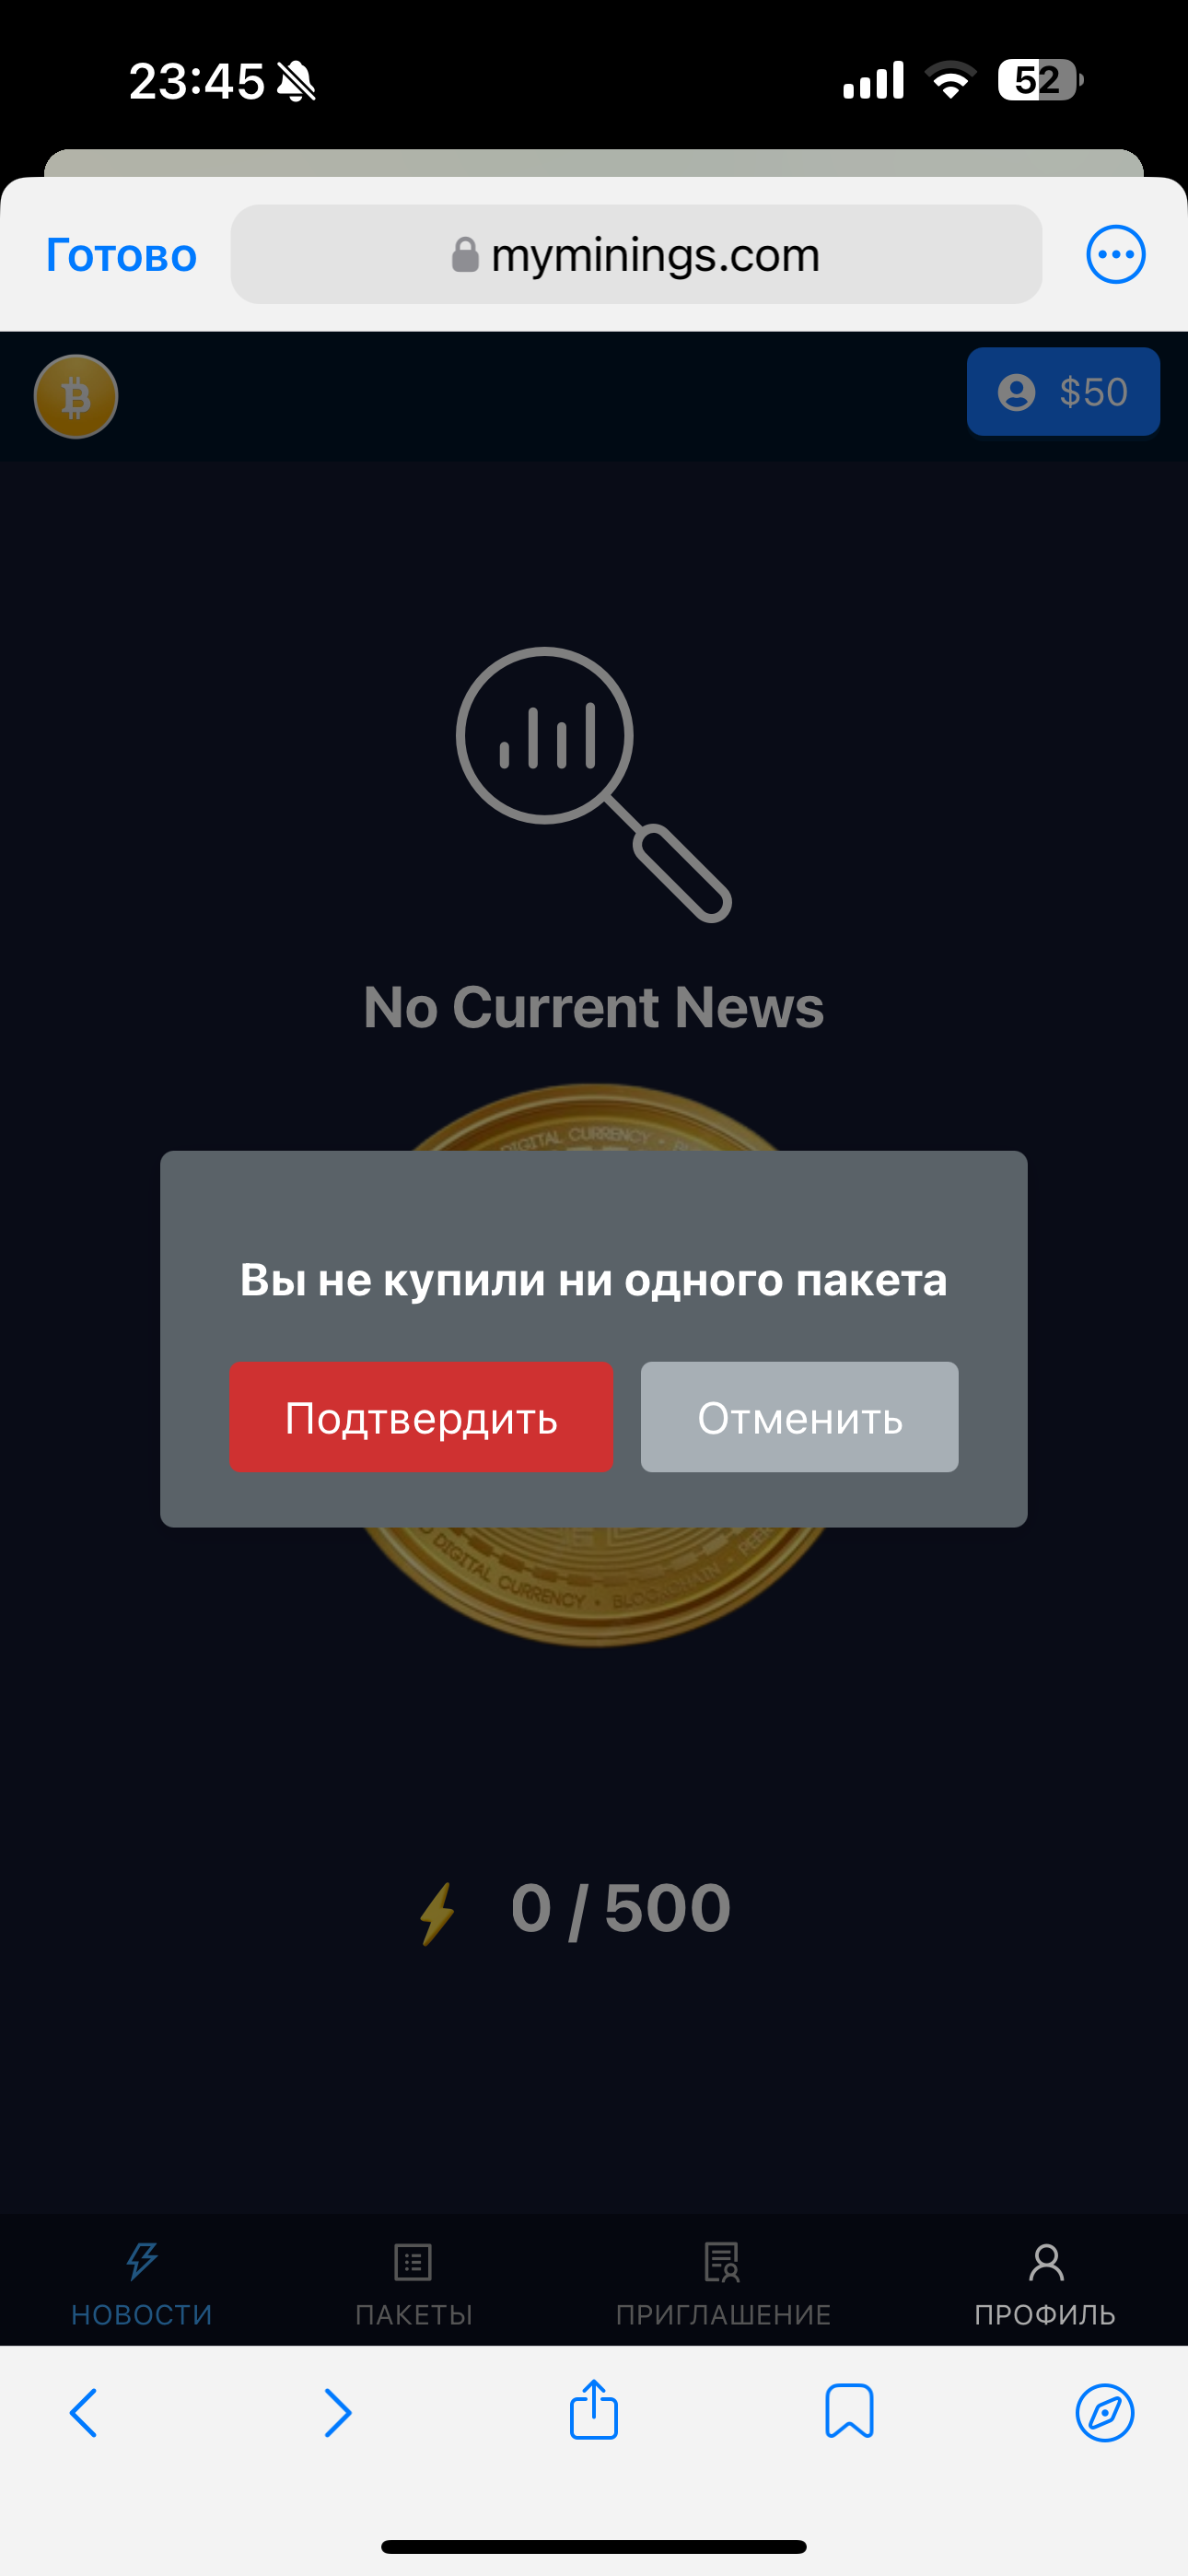 23:45
52
Готово
myminings.com
$50
No Current News
DIGITAL CURRENCY •
Вы не купили ни одного пакета
Подтвердить
Отменить
DIGITAL CURRENCY • BLOCKCHAIN • PEER
0 / 500
НОВОСТИ
ПАКЕТЫ
ПРИГЛАШЕНИЕ
ПРОФИЛЬ